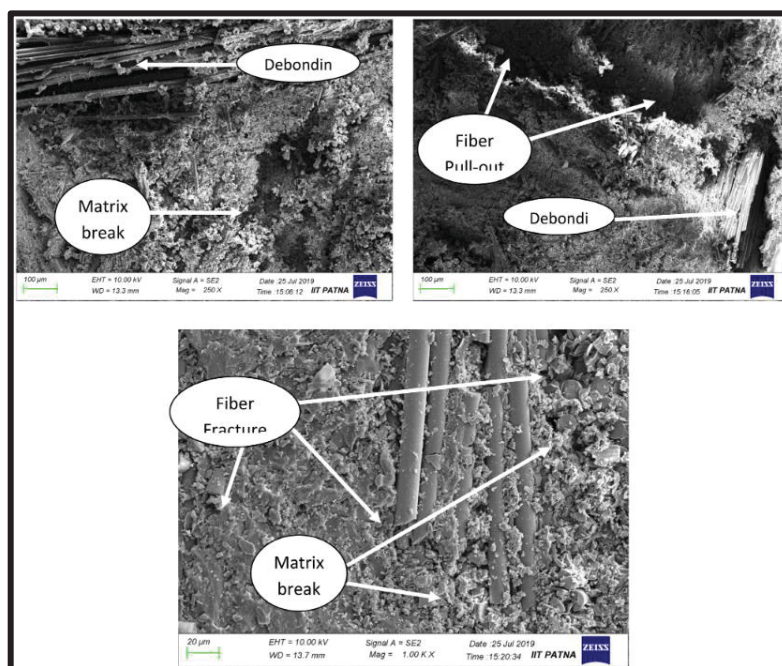 Debondin
Matrix
break
100 µm
EHT = 10.00 kV
WD = 13.3 mm
Signal A = SE2
Mag = 250 X
Date :25 Jul 2019
Time :15:06:12
IIT PATNA
ZEISS
Fiber
Pull-out
Debondi
100 µm
EHT = 10.00 kV
WD = 13.3 mm
Signal A = SE2
Mag = 250 X
Date :25 Jul 2019
Time :15:16:05
IIT PATNA
ZEISS
Fiber
Fracture
Matrix
break
20 µm
EHT = 10.00 kV
WD = 13.7 mm
Signal A = SE2
Mag = 1.00 K X
Date :25 Jul 2019
Time :15:20:34
IIT PATNA
ZEISS